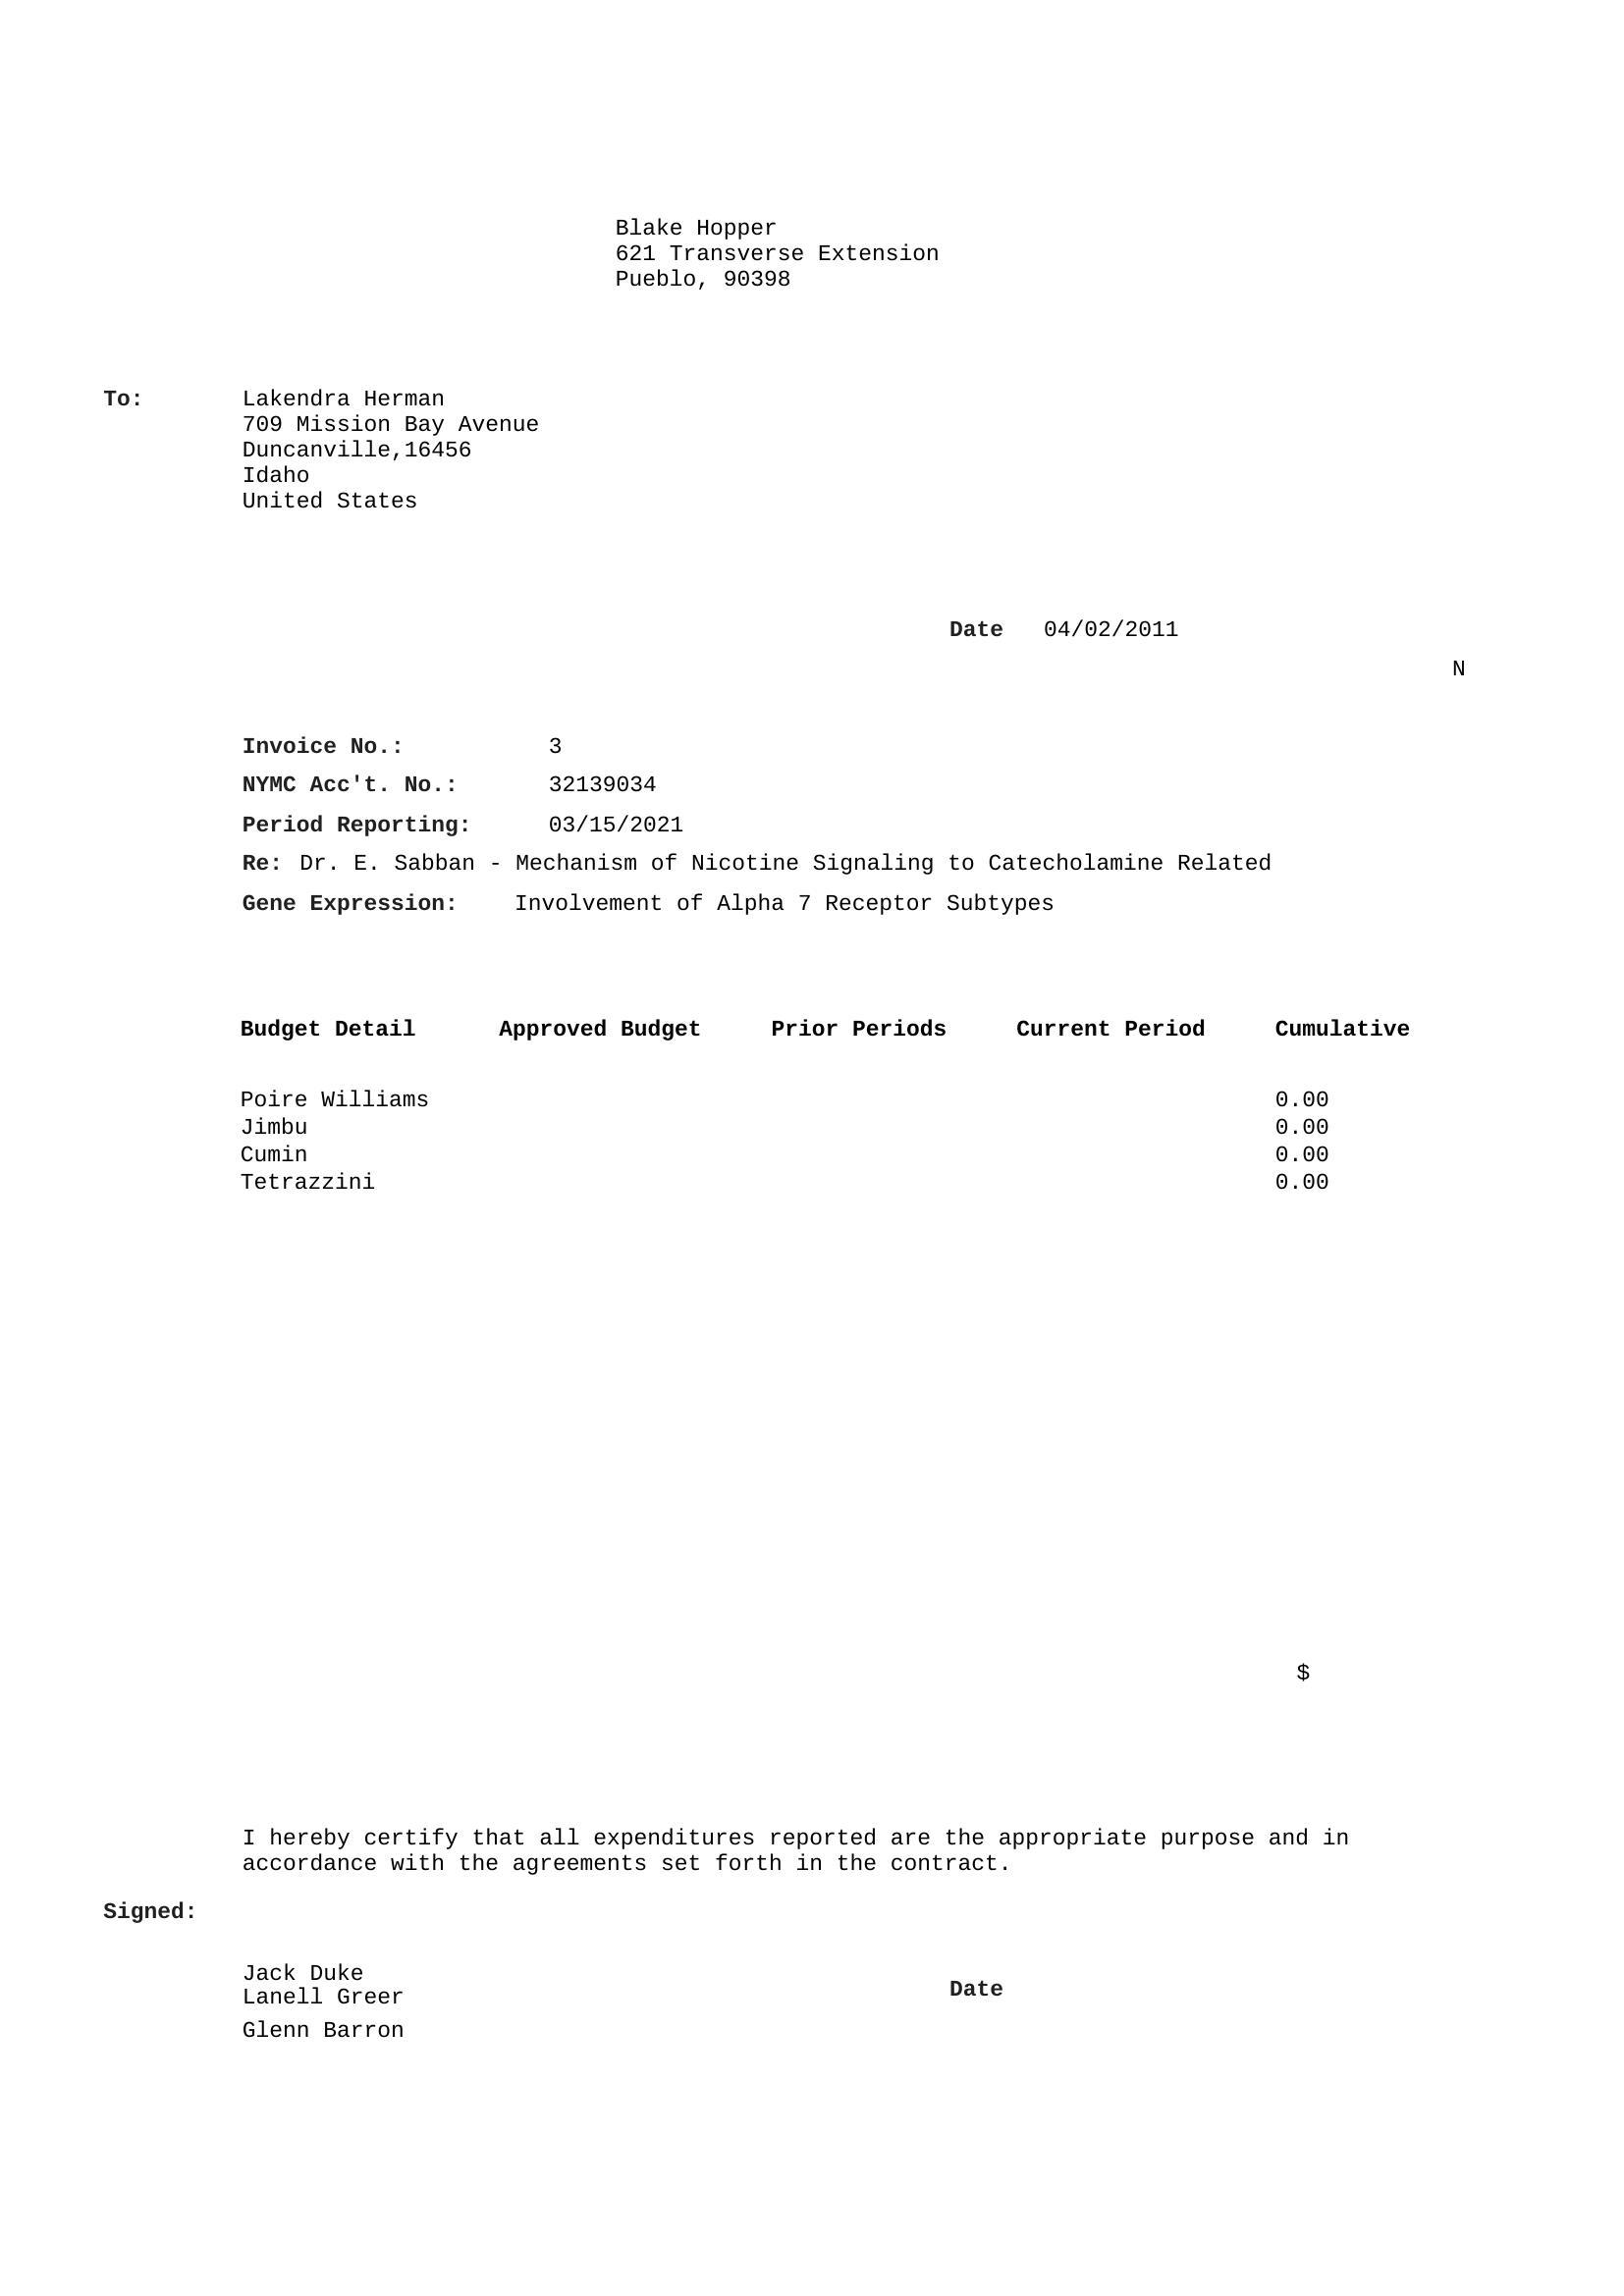 Blake Hopper
621 Transverse Extension
Pueblo, 90398
To: Lakendra Herman
709 Mission Bay Avenue
Duncanville,16456
Idaho
United States
Date 04/02/2011
N
Invoice No.: 3
NYMC Acc't. No.: 32139034
Period Reporting: 03/15/2021
Re: Dr. E. Sabban - Mechanism of Nicotine Signaling to Catecholamine Related
Gene Expression: Involvement of Alpha 7 Receptor Subtypes
Budget Detail Approved Budget Prior Periods Current Period Cumulative
Poire Williams 0.00
Jimbu 0.00
Cumin 0.00
Tetrazzini 0.00
$
I hereby certify that all expenditures reported are the appropriate purpose and in
accordance with the agreements set forth in the contract.
Signed:
Jack Duke
Lanell Greer
Date
Glenn Barron